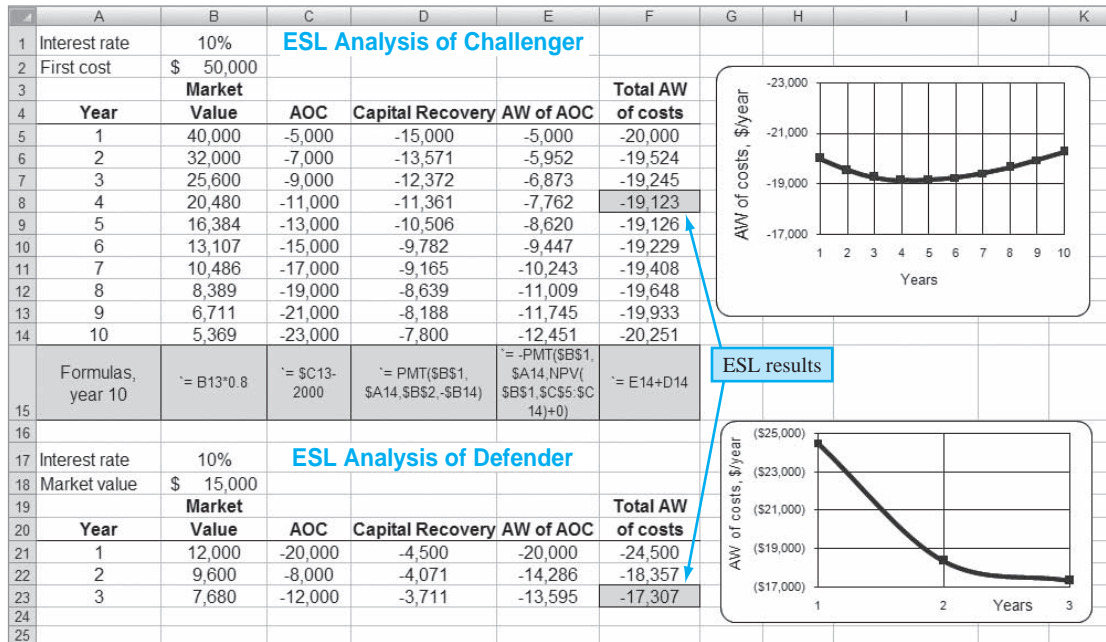 A B C D E F G H I J K
1 Interest rate 10% ESL Analysis of Challenger
2 First cost $ 50,000
3 Market Total AW
4 Year Value AOC Capital Recovery AW of AOC of costs
5 1 40,000 -5,000 -15,000 -5,000 -20,000
6 2 32,000 -7,000 -13,571 -5,952 -19,524
7 3 25,600 -9,000 -12,372 -6,873 -19,245
8 4 20,480 -11,000 -11,361 -7,762 -19,123
9 5 16,384 -13,000 -10,506 -8,620 -19,126
10 6 13,107 -15,000 -9,782 -9,447 -19,229
11 7 10,486 -17,000 -9,165 -10,243 -19,408
12 8 8,389 -19,000 -8,639 -11,009 -19,648
13 9 6,711 -21,000 -8,188 -11,745 -19,933
14 10 5,369 -23,000 -7,800 -12,451 -20,251
15
Formulas,
year 10
`= B13*0.8
`= $C13-
2000
`= PMT($B$1,
$A14,$B$2,-$B14)
`= -PMT($B$1,
$A14,NPV(
$B$1,$C$5:$C
14)+0)
`= E14+D14
16
17 Interest rate 10% ESL Analysis of Defender
18 Market value $ 15,000
19 Market Total AW
20 Year Value AOC Capital Recovery AW of AOC of costs
21 1 12,000 -20,000 -4,500 -20,000 -24,500
22 2 9,600 -8,000 -4,071 -14,286 -18,357
23 3 7,680 -12,000 -3,711 -13,595 -17,307
24
25
AW of costs, $/year
-23,000
-21,000
-19,000
-17,000
1 2 3 4 5 6 7 8 9 10
Years
ESL results
AW of costs, $/year
($25,000)
($23,000)
($21,000)
($19,000)
($17,000)
1 2 Years 3